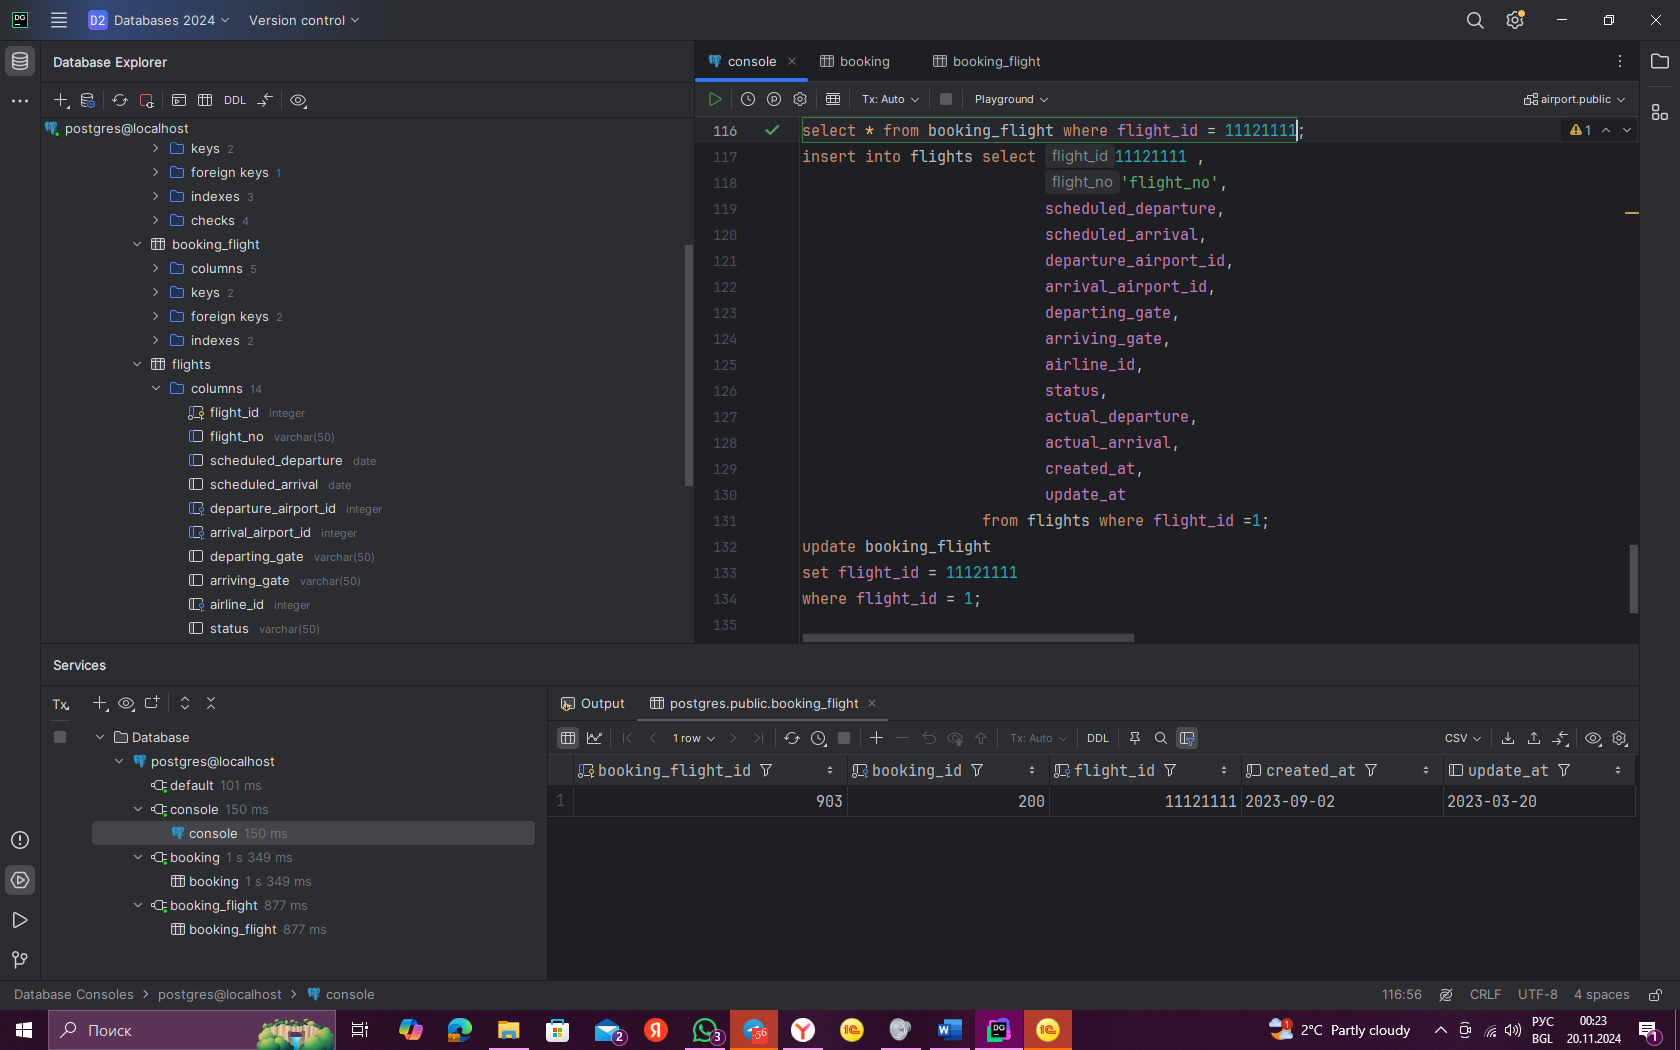 D2 Databases 2024 Version control
Database Explorer
DDL
postgres@localhost
keys 2
foreign keys 1
indexes 3
checks 4
booking_flight
columns 5
keys 2
foreign keys 2
indexes 2
flights
columns 14
flight_id integer
flight_no varchar(50)
scheduled_departure date
scheduled_arrival date
departure_airport_id integer
arrival_airport_id integer
departing_gate varchar(50)
arriving_gate varchar(50)
airline_id integer
status varchar(50)
console booking booking_flight
Tx: Auto Playground airport.public
116 select * from booking_flight where flight_id = 11121111; 1
117 insert into flights select flight_id 11121111 ,
118 flight_no 'flight_no',
119 scheduled_departure,
120 scheduled_arrival,
121 departure_airport_id,
122 arrival_airport_id,
123 departing_gate,
124 arriving_gate,
125 airline_id,
126 status,
127 actual_departure,
128 actual_arrival,
129 created_at,
130 update_at
131 from flights where flight_id =1;
132 update booking_flight
133 set flight_id = 11121111
134 where flight_id = 1;
135
Services
Tx
Database
postgres@localhost
default 101 ms
console 150 ms
console 150 ms
booking 1 s 349 ms
booking 1 s 349 ms
booking_flight 877 ms
booking_flight 877 ms
Output postgres.public.booking_flight
1 row Tx: Auto DDL CSV
booking_flight_id booking_id flight_id created_at update_at
1 903 200 11121111 2023-09-02 2023-03-20
Database Consoles > postgres@localhost > console 116:56 CRLF UTF-8 4 spaces
Поиск 2°C Partly cloudy РУС 00:23
BGL 20.11.2024